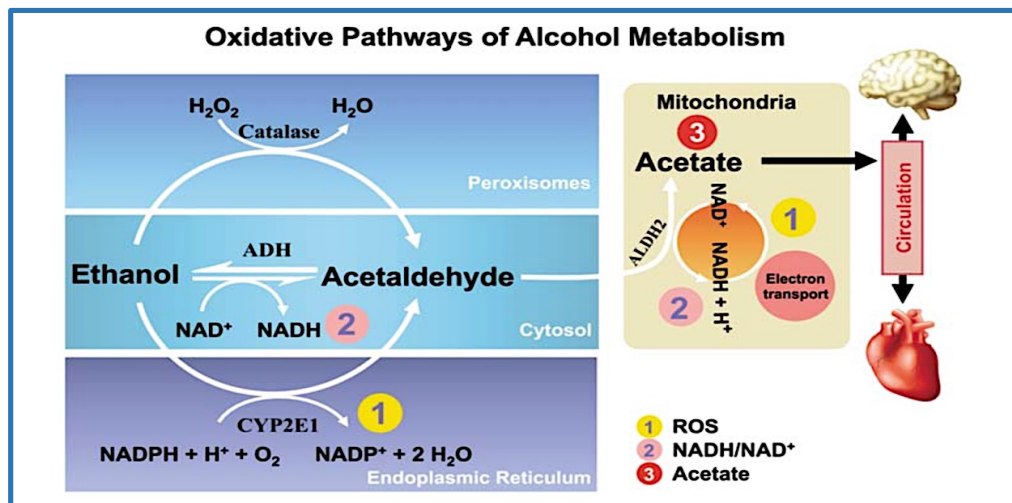 Oxidative Pathways of Alcohol Metabolism
H₂O₂ H₂O
Catalase
Peroxisomes
ADH
Ethanol Acetaldehyde
NAD⁺ NADH 2
Cytosol
1
CYP2E1
NADPH + H⁺ + O₂ NADP⁺ + 2 H₂O
Endoplasmic Reticulum
Mitochondria
3
Acetate
ALDH2
NAD⁺ NADH + H⁺
1
2
Electron
transport
Circulation
1 ROS
2 NADH/NAD⁺
3 Acetate